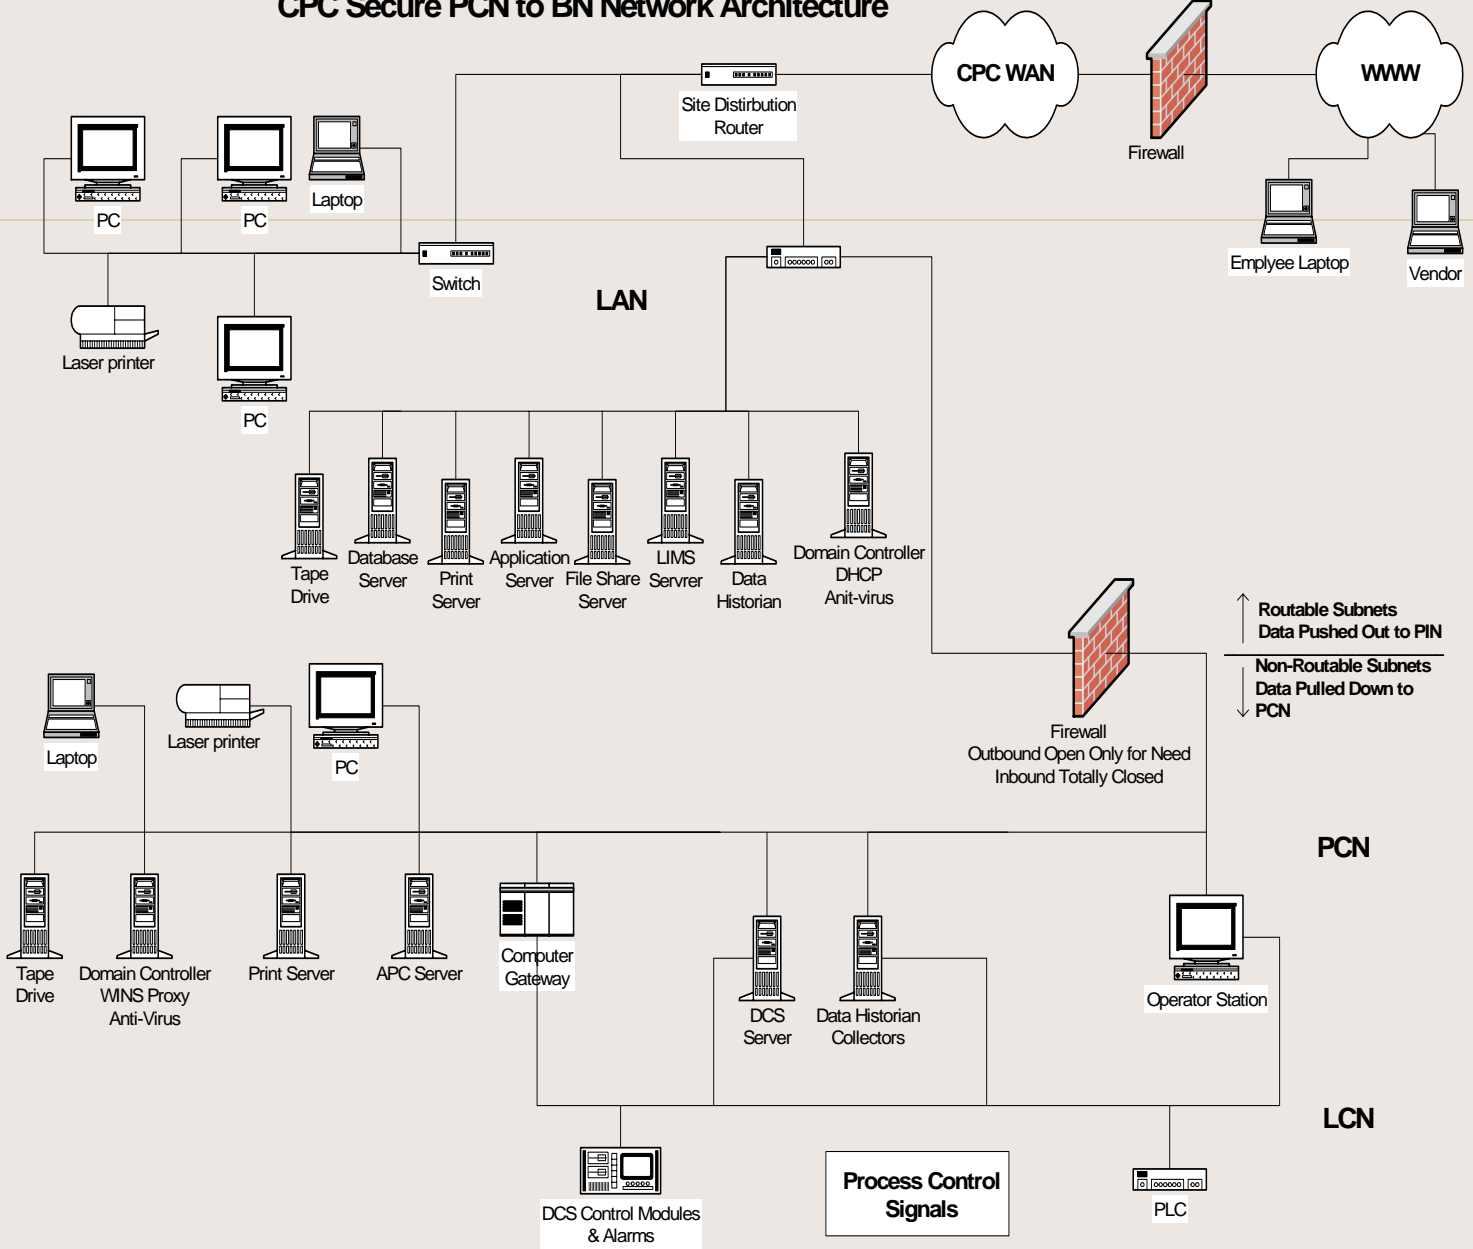 CPC Secure PCN to BN Network Architecture
CPC WAN
WWW
Site Distirbution
Router
Firewall
PC
PC
Laptop
Switch
Emplyee Laptop
Vendor
LAN
Laser printer
PC
Tape
Drive
Database
Server
Print
Server
Application
Server
File Share
Server
LIMS
Servrer
Data
Historian
Domain Controller
DHCP
Anit-virus
Routable Subnets
Data Pushed Out to PIN
Non-Routable Subnets
Data Pulled Down to
PCN
Laptop
Laser printer
PC
Firewall
Outbound Open Only for Need
Inbound Totally Closed
PCN
Tape
Drive
Domain Controller
WINS Proxy
Anti-Virus
Print Server
APC Server
Computer
Gateway
DCS
Server
Data Historian
Collectors
Operator Station
LCN
DCS Control Modules
& Alarms
Process Control
Signals
PLC